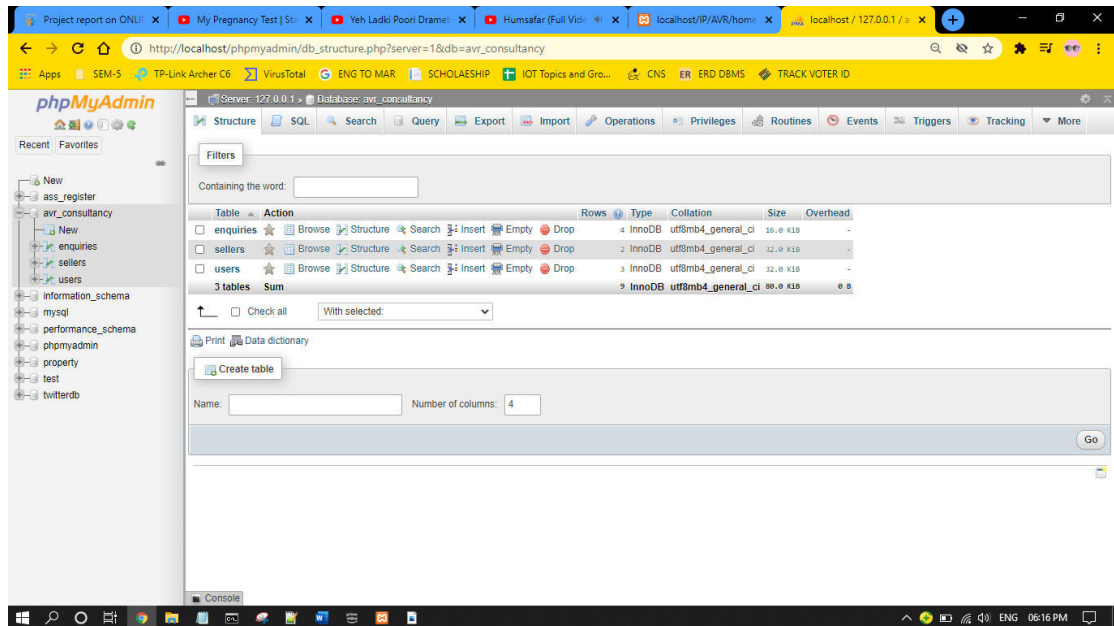 Project report on ONLI
My Pregnancy Test | Sta
Yeh Ladki Poori Drameb
Humsafar (Full Vide
localhost/IP/AVR/home
localhost / 127.0.0.1 / a
http://localhost/phpmyadmin/db_structure.php?server=1&db=avr_consultancy
Apps SEM-5 TP-Link Archer C6 VirusTotal ENG TO MAR SCHOLAESHIP IOT Topics and Gro... CNS ER ERD DBMS TRACK VOTER ID
phpMyAdmin
Recent Favorites
New
ass_register
avr_consultancy
New
enquiries
sellers
users
information_schema
mysql
performance_schema
phpmyadmin
property
test
twitterdb
Server: 127.0.0.1 » Database: avr_consultancy
Structure SQL Search Query Export Import Operations Privileges Routines Events Triggers Tracking More
Filters
Containing the word:
Table Action Rows Type Collation Size Overhead
enquiries Browse Structure Search Insert Empty Drop 4 InnoDB utf8mb4_general_ci 16.0 KiB -
sellers Browse Structure Search Insert Empty Drop 2 InnoDB utf8mb4_general_ci 32.0 KiB -
users Browse Structure Search Insert Empty Drop 3 InnoDB utf8mb4_general_ci 32.0 KiB -
3 tables Sum 9 InnoDB utf8mb4_general_ci 80.0 KiB 0 B
Check all With selected:
Print Data dictionary
Create table
Name: Number of columns: 4
Go
Console
ENG 06:16 PM